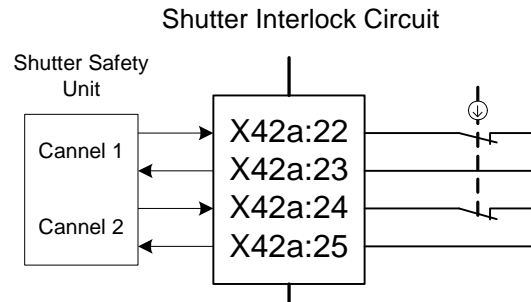 Shutter Interlock Circuit
Shutter Safety
Unit
Cannel 1
Cannel 2
X42a:22
X42a:23
X42a:24
X42a:25